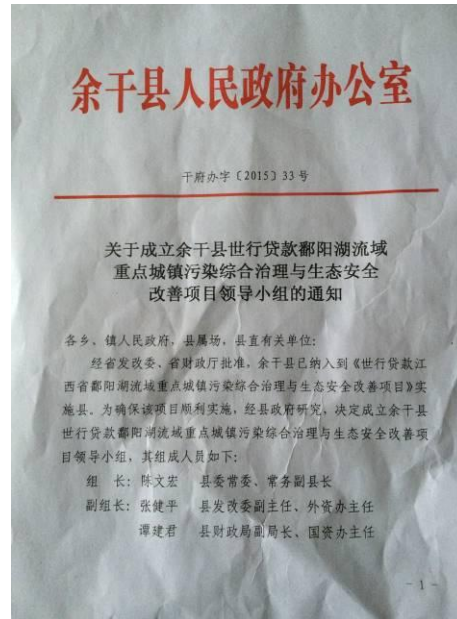 余干县人民政府办公室
干府办字〔2015〕33号
关于成立余干县世行贷款鄱阳湖流域
重点城镇污染综合治理与生态安全
改善项目领导小组的通知
各乡、镇人民政府，县属场，县直有关单位：
经省发改委、省财政厅批准，余干县已纳入到《世行贷款江
西省鄱阳湖流域重点城镇污染综合治理与生态安全改善项目》实
施县。为确保该项目顺利实施，经县政府研究，决定成立余干县
世行贷款鄱阳湖流域重点城镇污染综合治理与生态安全改善项
目领导小组，其组成人员如下：
组 长：陈文宏 县委常委、常务副县长
副组长：张健平 县发改委副主任、外资办主任
谭建君 县财政局副局长、国资办主任
- 1 -